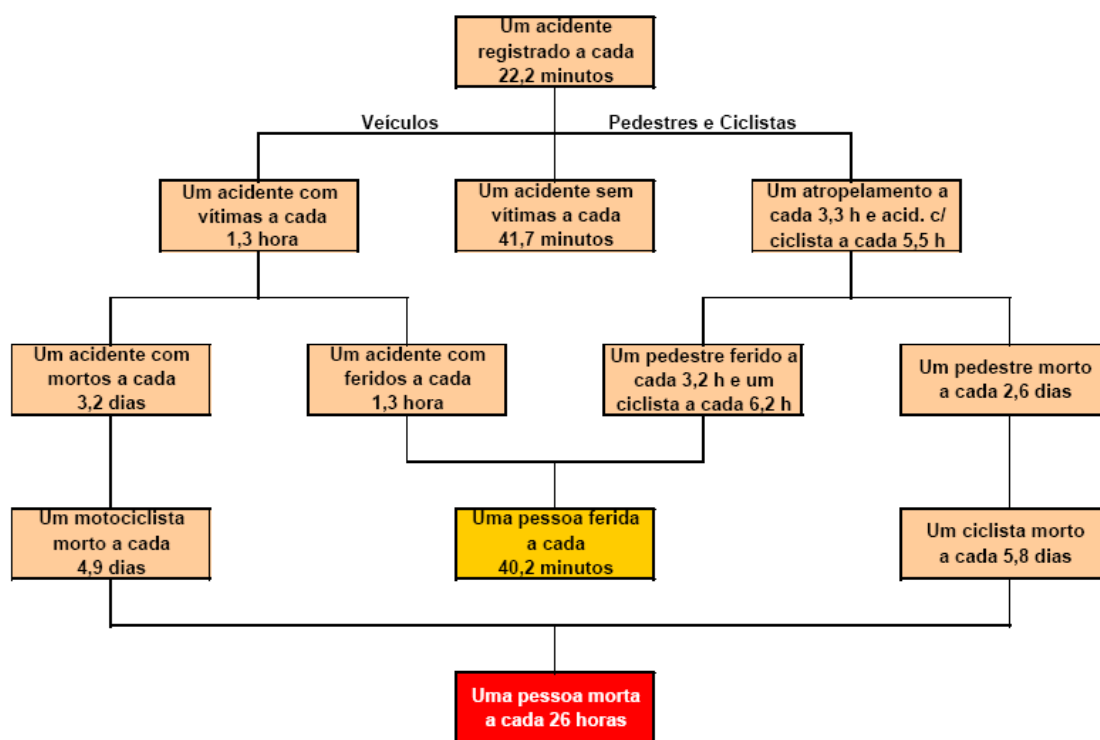 Um acidente
registrado a cada
22,2 minutos
Veículos
Pedestres e Ciclistas
Um acidente com
vítimas a cada
1,3 hora
Um acidente sem
vítimas a cada
41,7 minutos
Um atropelamento a
cada 3,3 h e acid. c/
ciclista a cada 5,5 h
Um acidente com
mortos a cada
3,2 dias
Um acidente com
feridos a cada
1,3 hora
Um pedestre ferido a
cada 3,2 h e um
ciclista a cada 6,2 h
Um pedestre morto
a cada 2,6 dias
Um motociclista
morto a cada
4,9 dias
Uma pessoa ferida
a cada
40,2 minutos
Um ciclista morto
a cada 5,8 dias
Uma pessoa morta
a cada 26 horas